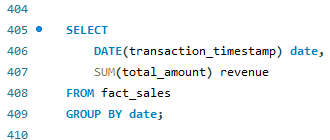 404
405 SELECT
406 DATE(transaction_timestamp) date,
407 SUM(total_amount) revenue
408 FROM fact_sales
409 GROUP BY date;
410